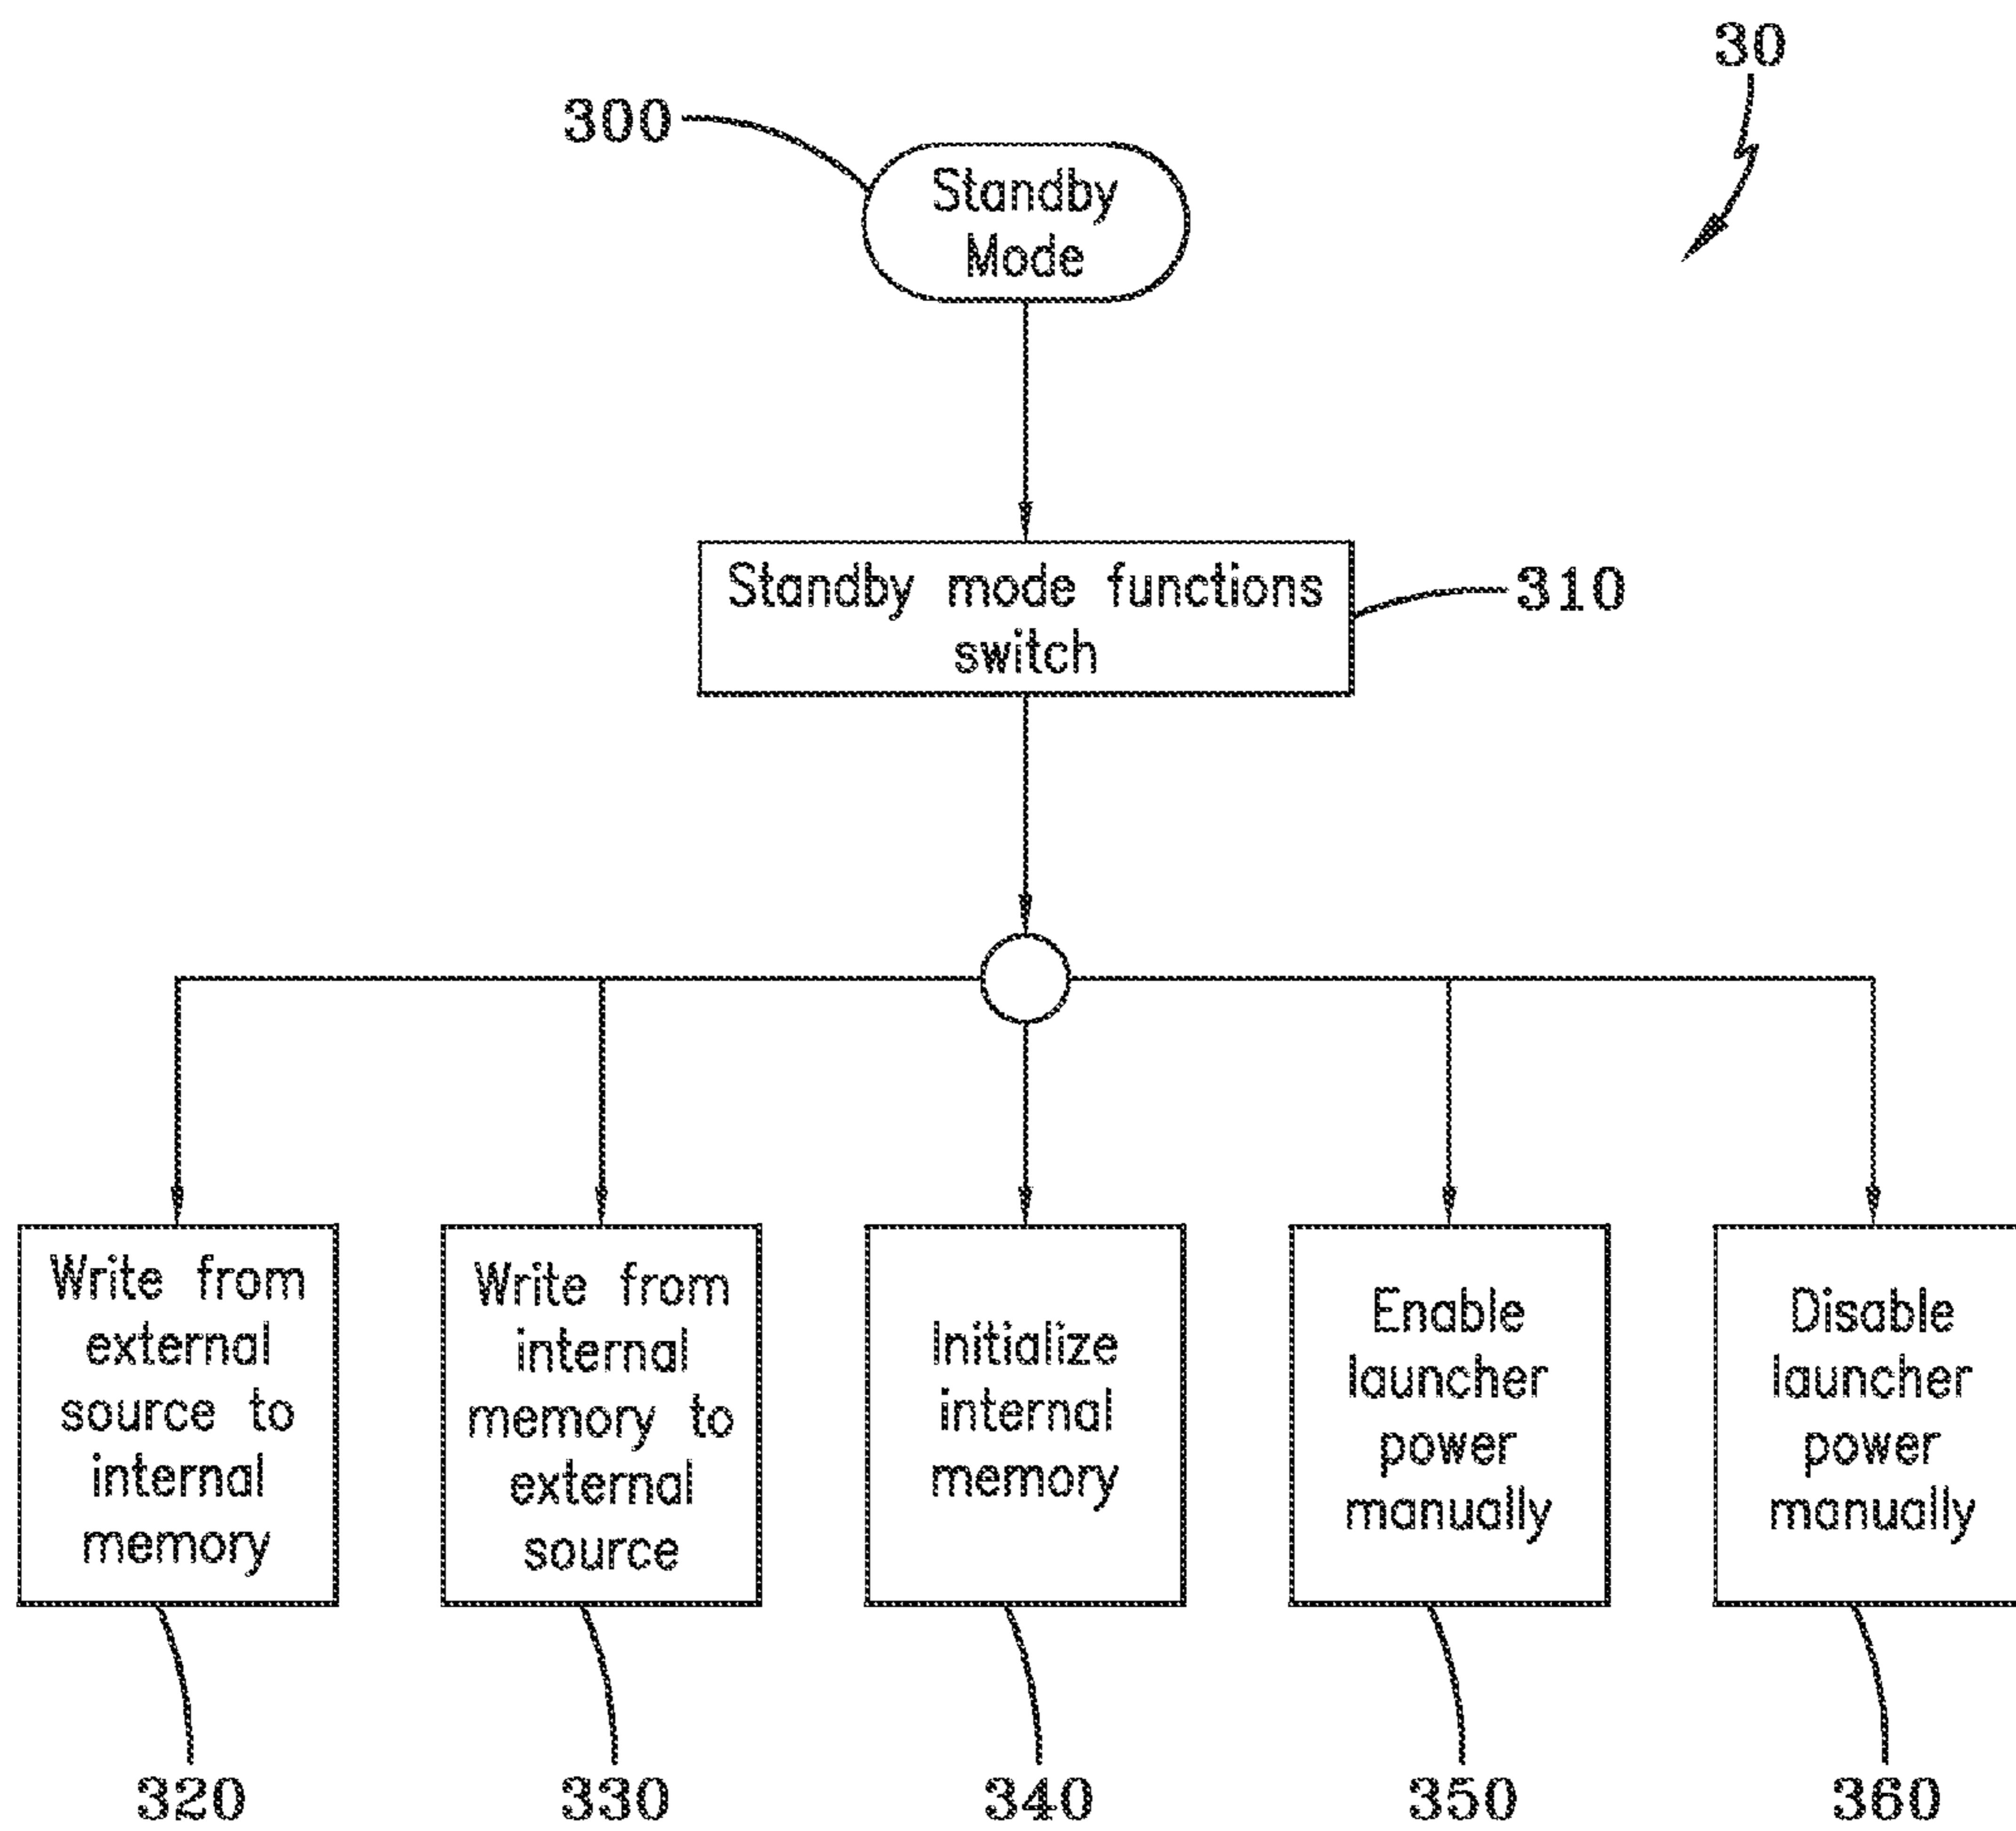 30
300
Standby
Mode
Standby mode functions
switch
310
Write from
external
source to
internal
memory
Write from
internal
memory to
external
source
Initialize
internal
memory
Enable
launcher
power
manually
Disable
launcher
power
manually
320
330
340
350
360